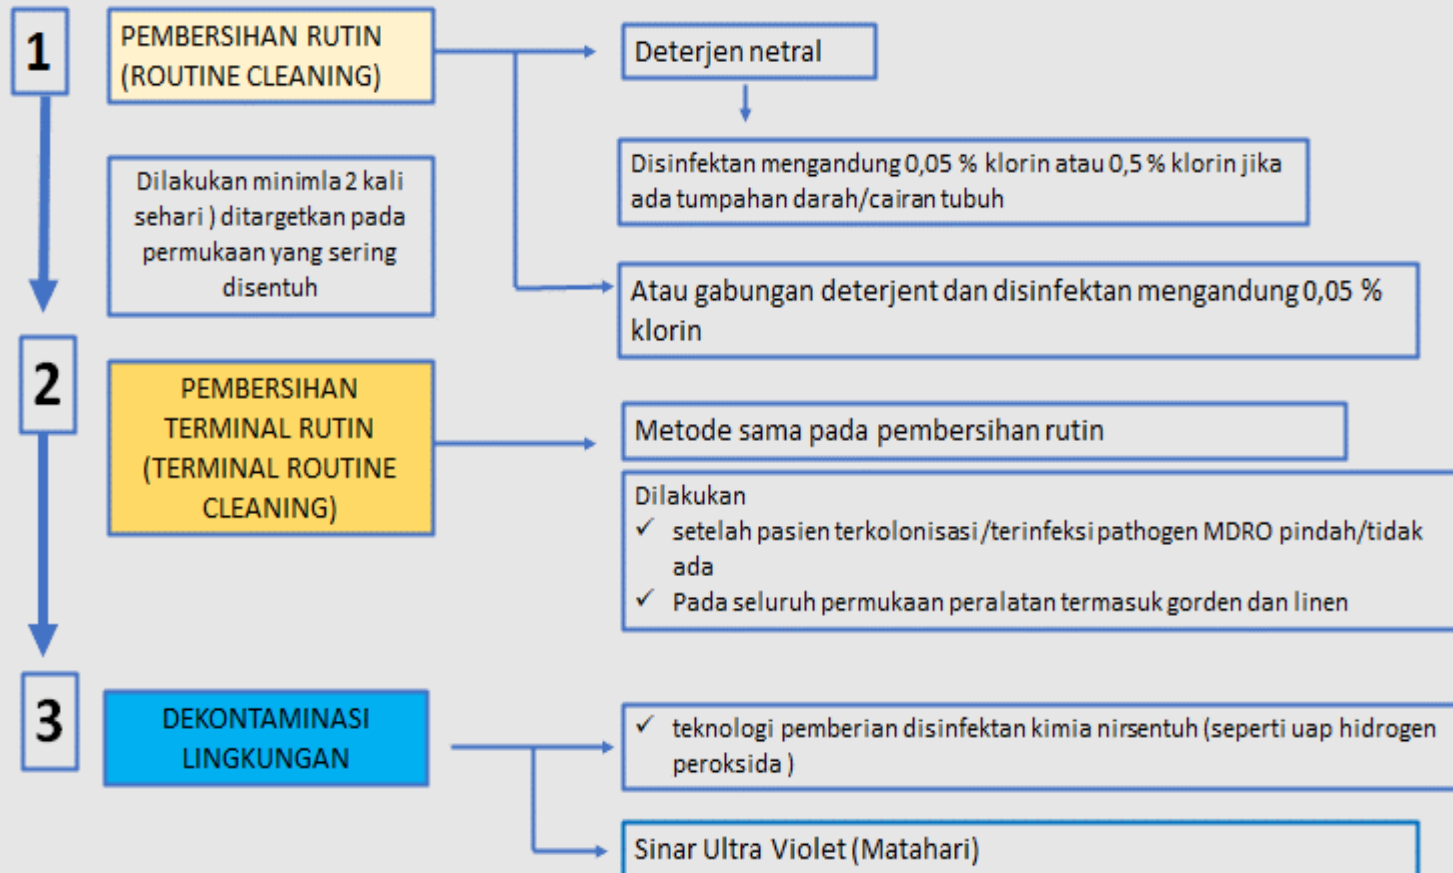 1
PEMBERSIHAN RUTIN
(ROUTINE CLEANING)
Deterjen netral
Disinfektan mengandung 0,05 % klorin atau 0,5 % klorin jika
ada tumpahan darah/cairan tubuh
Dilakukan minimla 2 kali
sehari ) ditargetkan pada
permukaan yang sering
disentuh
Atau gabungan deterjent dan disinfektan mengandung 0,05 %
klorin
2
PEMBERSIHAN
TERMINAL RUTIN
(TERMINAL ROUTINE
CLEANING)
Metode sama pada pembersihan rutin
Dilakukan
✓ setelah pasien terkolonisasi/terinfeksi pathogen MDRO pindah/tidak
ada
✓ Pada seluruh permukaan peralatan termasuk gorden dan linen
3
DEKONTAMINASI
LINGKUNGAN
✓ teknologi pemberian disinfektan kimia nirsentuh (seperti uap hidrogen
peroksida )
Sinar Ultra Violet (Matahari)